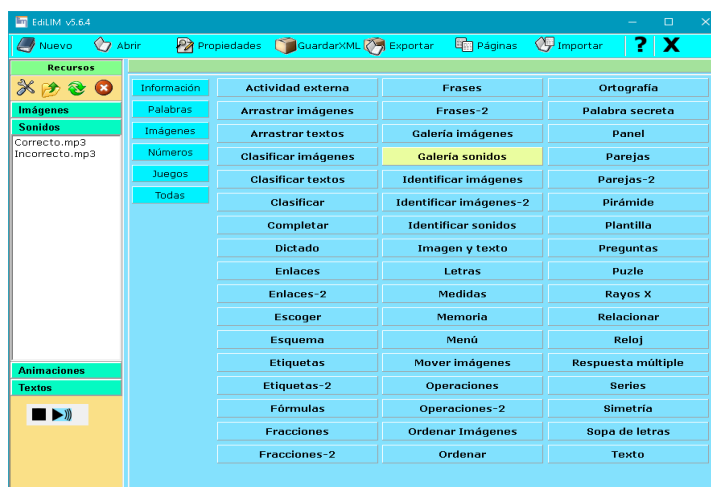 EdiLIM v5.6.4
Nuevo Abrir Propiedades GuardarXML Exportar Páginas Importar ? X
Recursos
Imágenes
Sonidos
Correcto.mp3
Incorrecto.mp3
Animaciones
Textos
Información
Palabras
Imágenes
Números
Juegos
Todas
Actividad externa Frases Ortografía
Arrastrar imágenes Frases-2 Palabra secreta
Arrastrar textos Galería imágenes Panel
Clasificar imágenes Galería sonidos Parejas
Clasificar textos Identificar imágenes Parejas-2
Clasificar Identificar imágenes-2 Pirámide
Completar Identificar sonidos Plantilla
Dictado Imagen y texto Preguntas
Enlaces Letras Puzle
Enlaces-2 Medidas Rayos X
Escoger Memoria Relacionar
Esquema Menú Reloj
Etiquetas Mover imágenes Respuesta múltiple
Etiquetas-2 Operaciones Series
Fórmulas Operaciones-2 Simetría
Fracciones Ordenar Imágenes Sopa de letras
Fracciones-2 Ordenar Texto